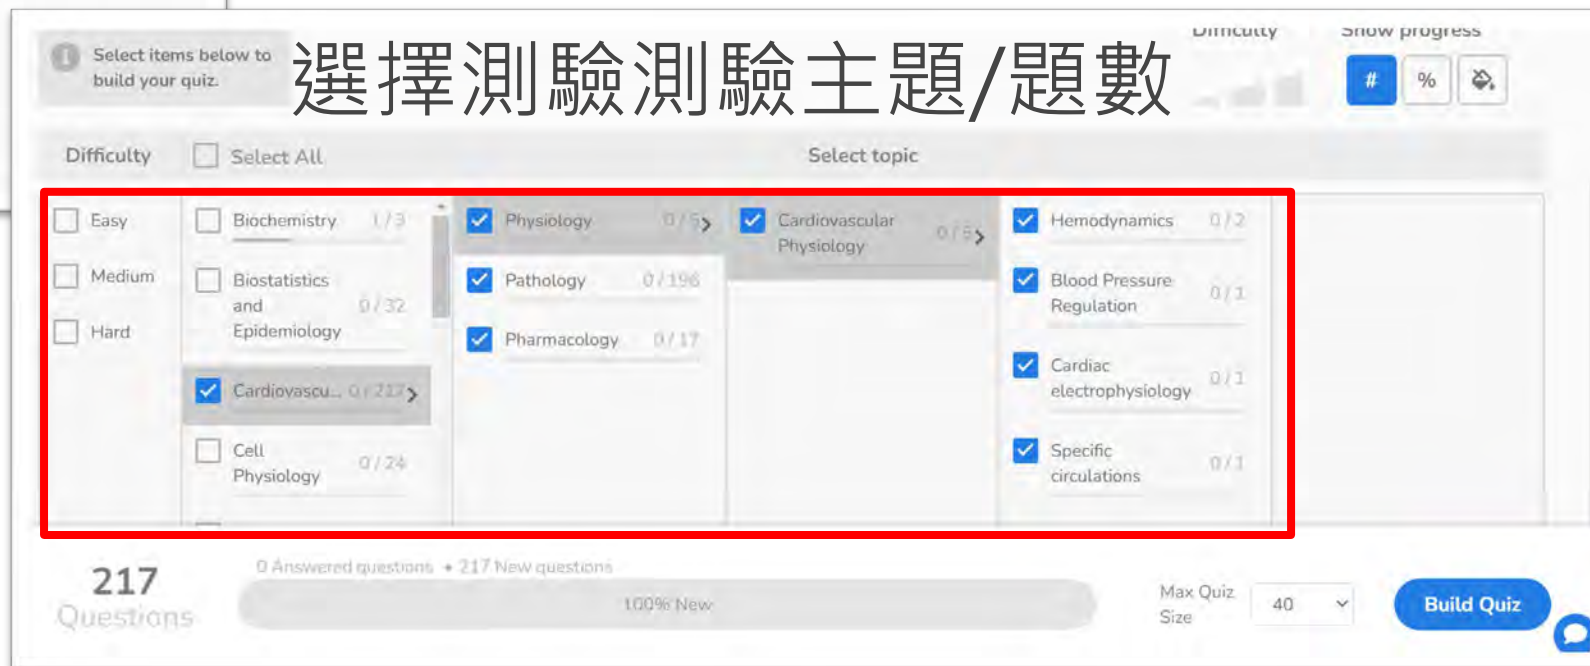 Select items below to
build your quiz.
選擇測驗測驗主題/題數
Difficulty
Show progress
#
%
Difficulty
Select All
Select topic
Easy
Medium
Hard
Biochemistry 1 / 3
Biostatistics
and
Epidemiology
0 / 32
Cardiovascu... 0 / 217
Cell
Physiology
0 / 24
Physiology 0 / 5
Pathology 0 / 196
Pharmacology 0 / 17
Cardiovascular
Physiology
0 / 5
Hemodynamics 0 / 2
Blood Pressure
Regulation
0 / 1
Cardiac
electrophysiology
0 / 1
Specific
circulations
0 / 1
217
Questions
0 Answered questions • 217 New questions
100% New
Max Quiz
Size
40
Build Quiz